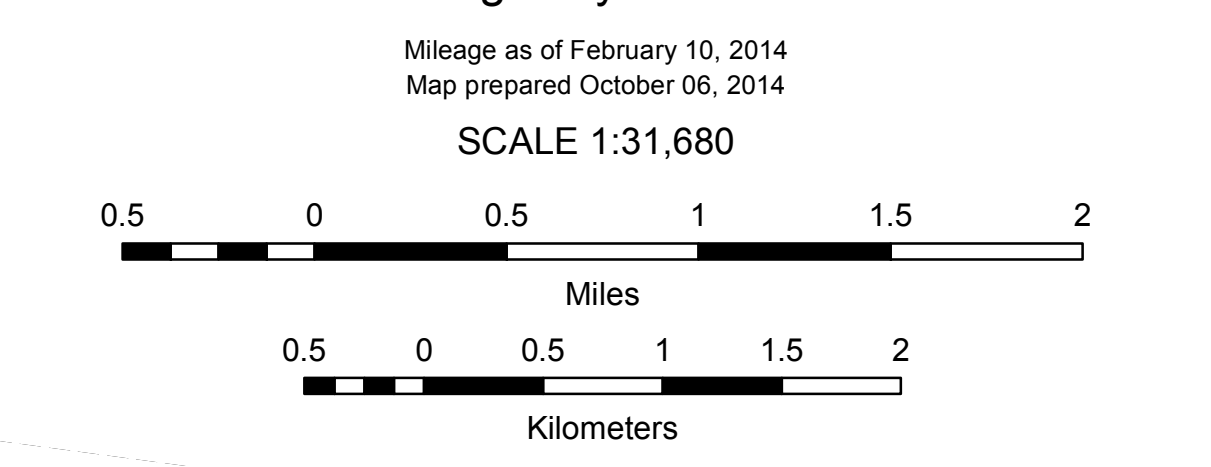 Mileage as of February 10, 2014
Map prepared October 06, 2014
SCALE 1:31,680
0.5 0 0.5 1 1.5 2
Miles
0.5 0 0.5 1 1.5 2
Kilometers